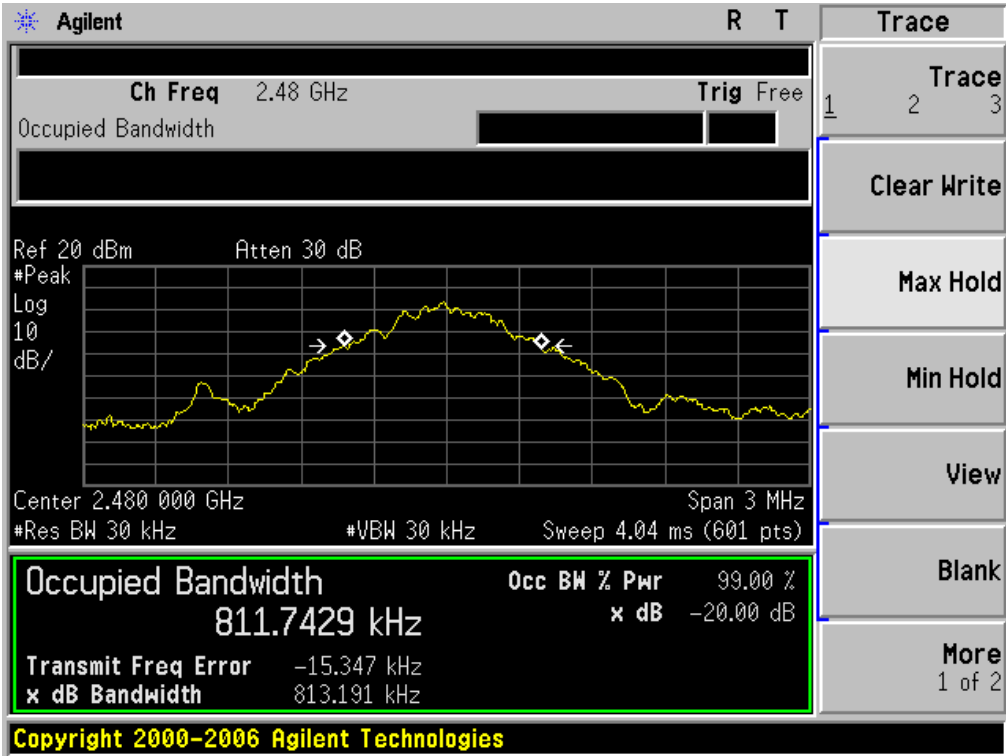 Agilent R T Trace
Ch Freq 2.48 GHz Trig Free
Occupied Bandwidth
Trace
1 2 3
Clear Write
Ref 20 dBm Atten 30 dB
#Peak
Log
10
dB/
Max Hold
Min Hold
View
Center 2.480 000 GHz Span 3 MHz
#Res BW 30 kHz #VBW 30 kHz Sweep 4.04 ms (601 pts)
Occupied Bandwidth
811.7429 kHz
Occ BW % Pwr 99.00 %
x dB -20.00 dB
Transmit Freq Error -15.347 kHz
x dB Bandwidth 813.191 kHz
Blank
More
1 of 2
Copyright 2000-2006 Agilent Technologies